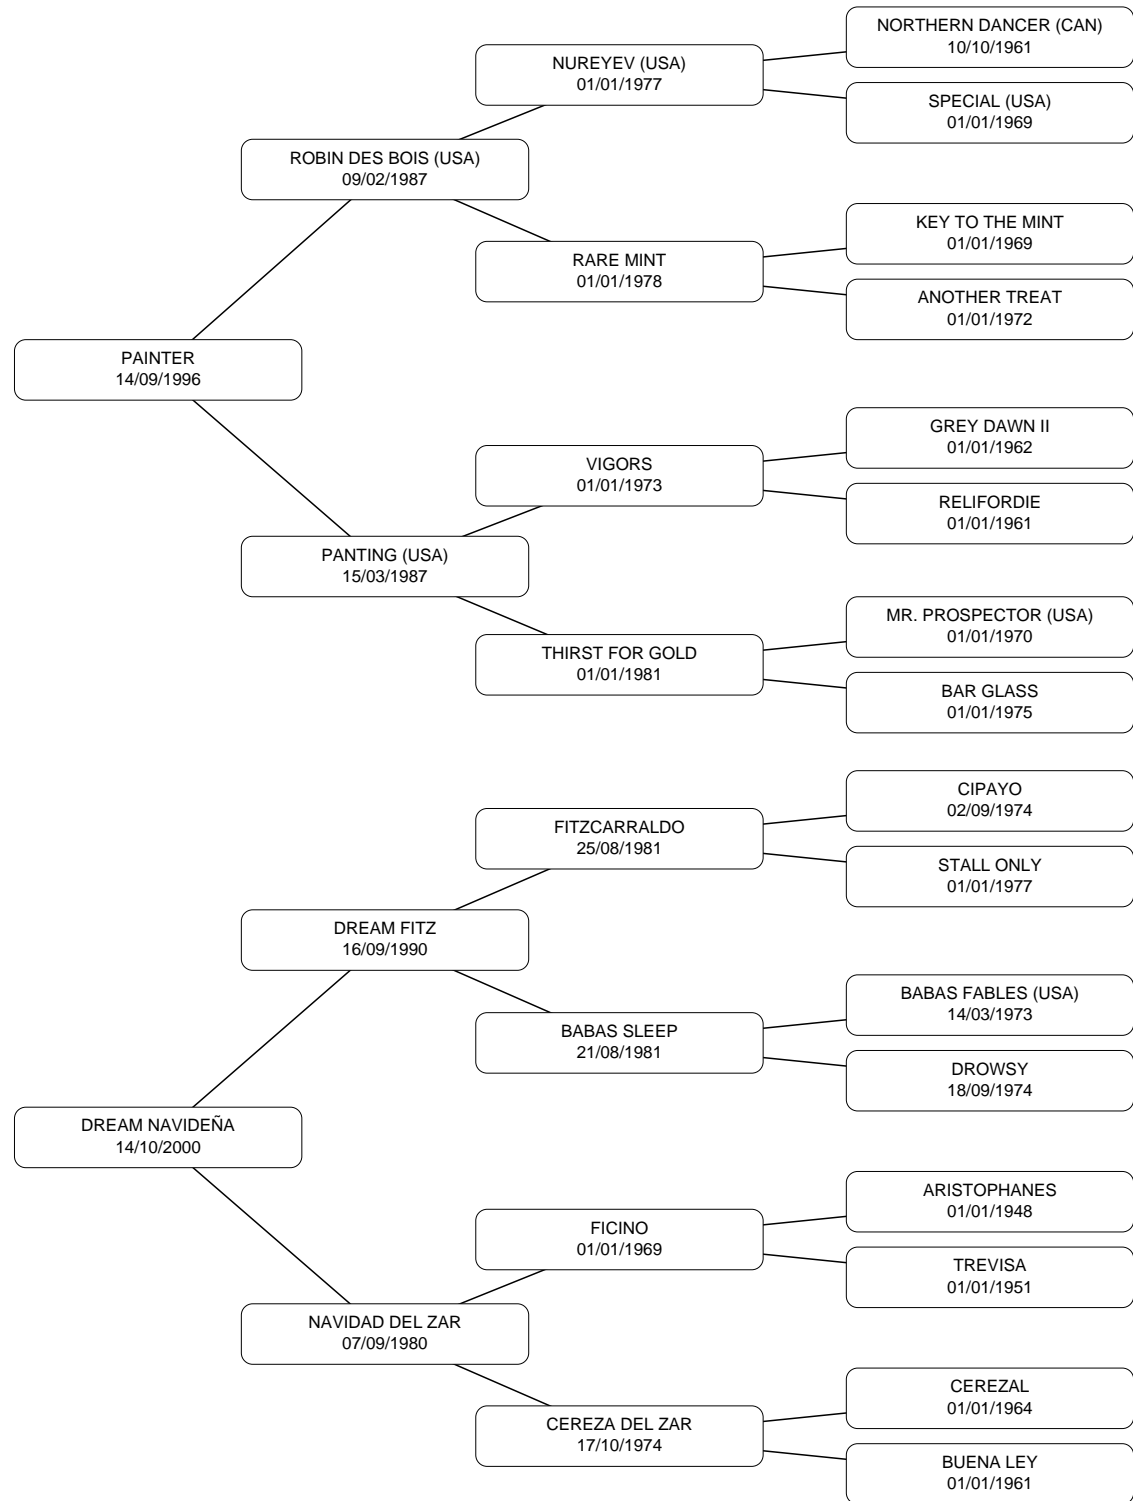 NORTHERN DANCER (CAN)
10/10/1961
NUREYEV (USA)
01/01/1977
SPECIAL (USA)
01/01/1969
ROBIN DES BOIS (USA)
09/02/1987
KEY TO THE MINT
01/01/1969
RARE MINT
01/01/1978
ANOTHER TREAT
01/01/1972
PAINTER
14/09/1996
GREY DAWN II
01/01/1962
VIGORS
01/01/1973
RELIFORDIE
01/01/1961
PANTING (USA)
15/03/1987
MR. PROSPECTOR (USA)
01/01/1970
THIRST FOR GOLD
01/01/1981
BAR GLASS
01/01/1975
CIPAYO
02/09/1974
FITZCARRALDO
25/08/1981
STALL ONLY
01/01/1977
DREAM FITZ
16/09/1990
BABAS FABLES (USA)
14/03/1973
BABAS SLEEP
21/08/1981
DROWSY
18/09/1974
DREAM NAVIDEÑA
14/10/2000
ARISTOPHANES
01/01/1948
FICINO
01/01/1969
TREVISA
01/01/1951
NAVIDAD DEL ZAR
07/09/1980
CEREZAL
01/01/1964
CEREZA DEL ZAR
17/10/1974
BUENA LEY
01/01/1961